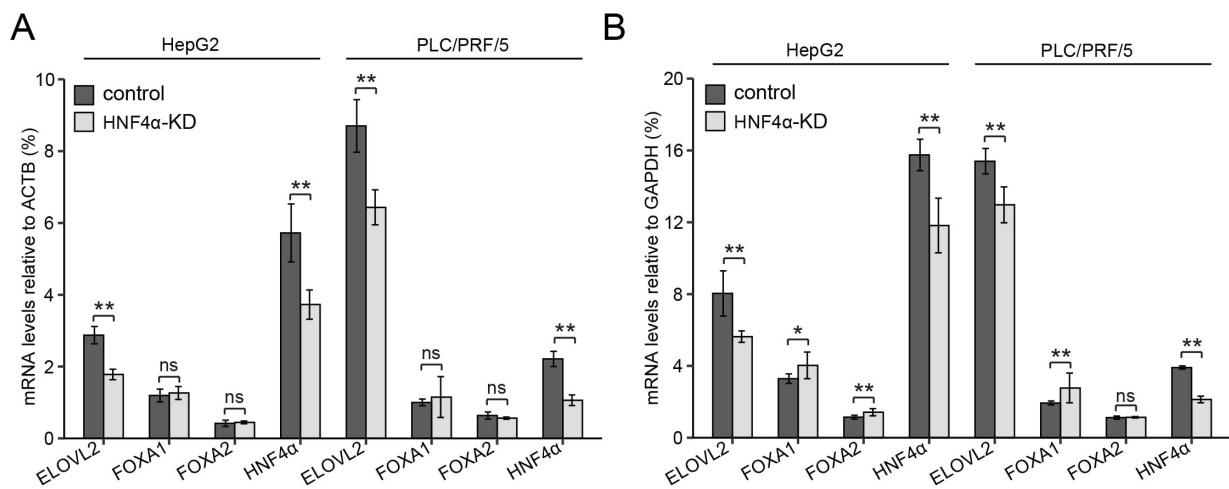 A
HepG2
PLC/PRF/5
mRNA levels relative to ACTB (%)
10
8
6
4
2
0
control
HNF4α-KD
**
ns
ns
**
**
ns
ns
**
ELOVL2
FOXA1
FOXA2
HNF4α
ELOVL2
FOXA1
FOXA2
HNF4α
B
HepG2
PLC/PRF/5
mRNA levels relative to GAPDH (%)
20
16
12
8
4
0
control
HNF4α-KD
**
*
**
**
**
**
ns
**
ELOVL2
FOXA1
FOXA2
HNF4α
ELOVL2
FOXA1
FOXA2
HNF4α